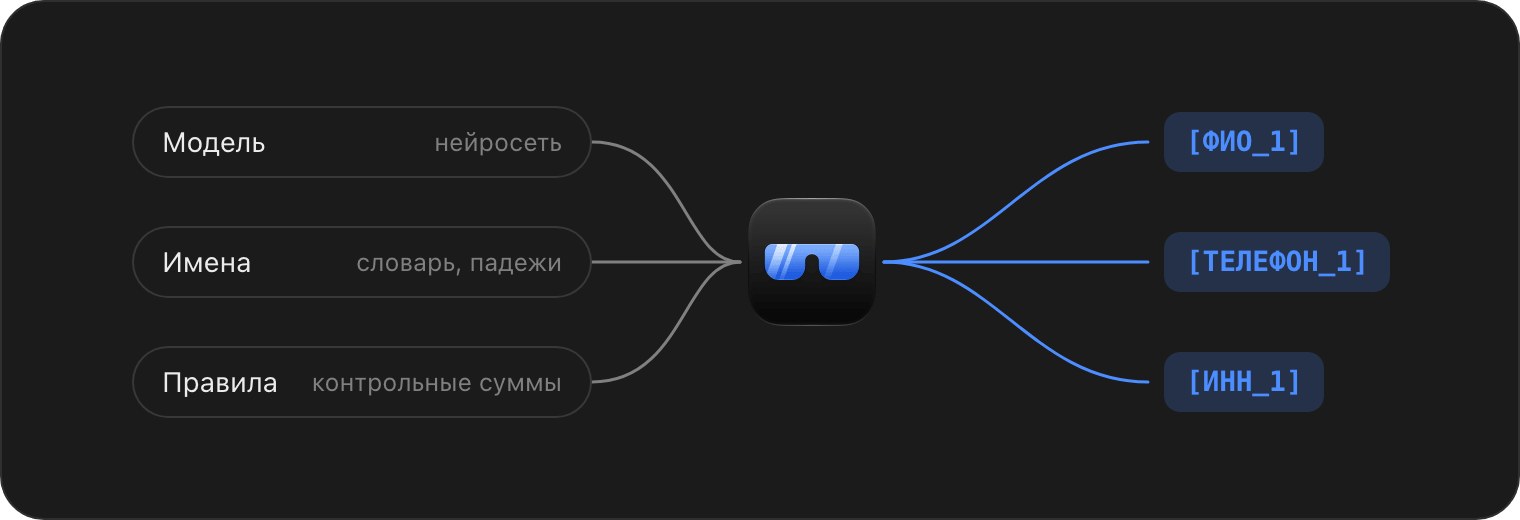 Модель нейросеть
[ФИО_1]
Имена словарь, падежи
[ТЕЛЕФОН_1]
Правила контрольные суммы
[ИНН_1]